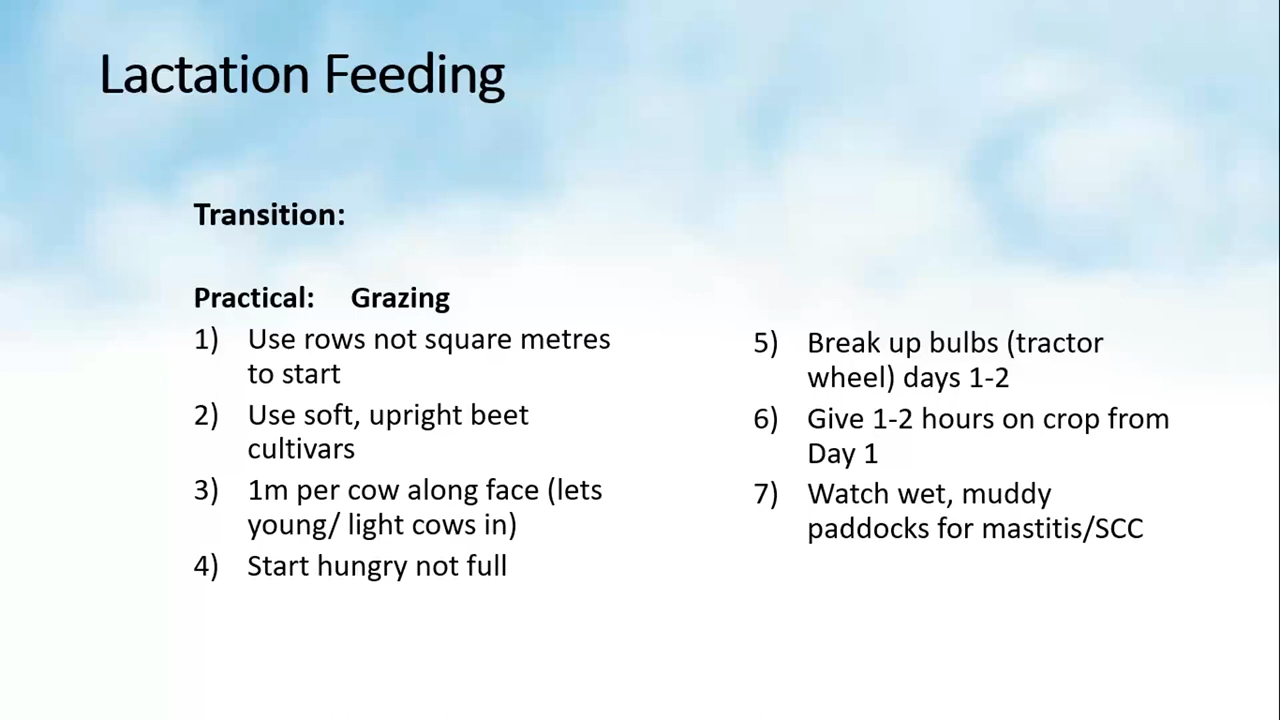 Lactation Feeding
Transition:
Practical: Grazing
1) Use rows not square metres
to start
2) Use soft, upright beet
cultivars
3) 1m per cow along face (lets
young/ light cows in)
4) Start hungry not full
5) Break up bulbs (tractor
wheel) days 1-2
6) Give 1-2 hours on crop from
Day 1
7) Watch wet, muddy
paddocks for mastitis/SCC